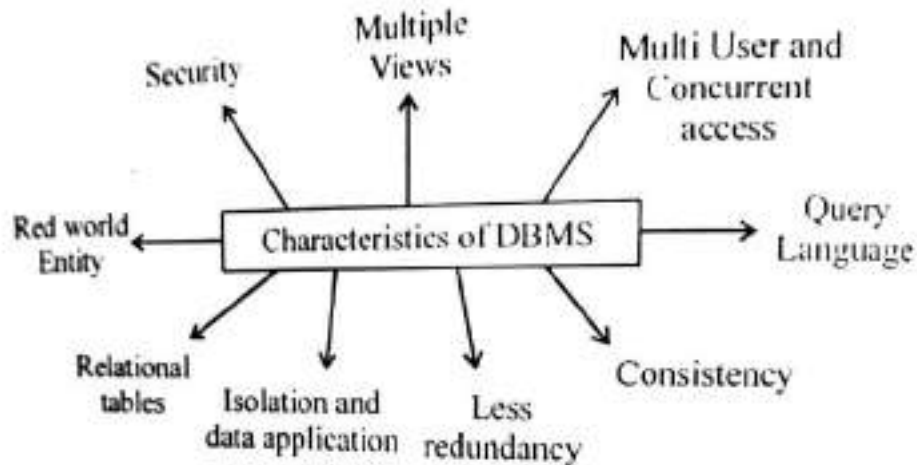 Security
Multiple
Views
Multi User and
Concurrent
access
Red world
Entity
Characteristics of DBMS
Query
Language
Relational
tables
Isolation and
data application
Less
redundancy
Consistency